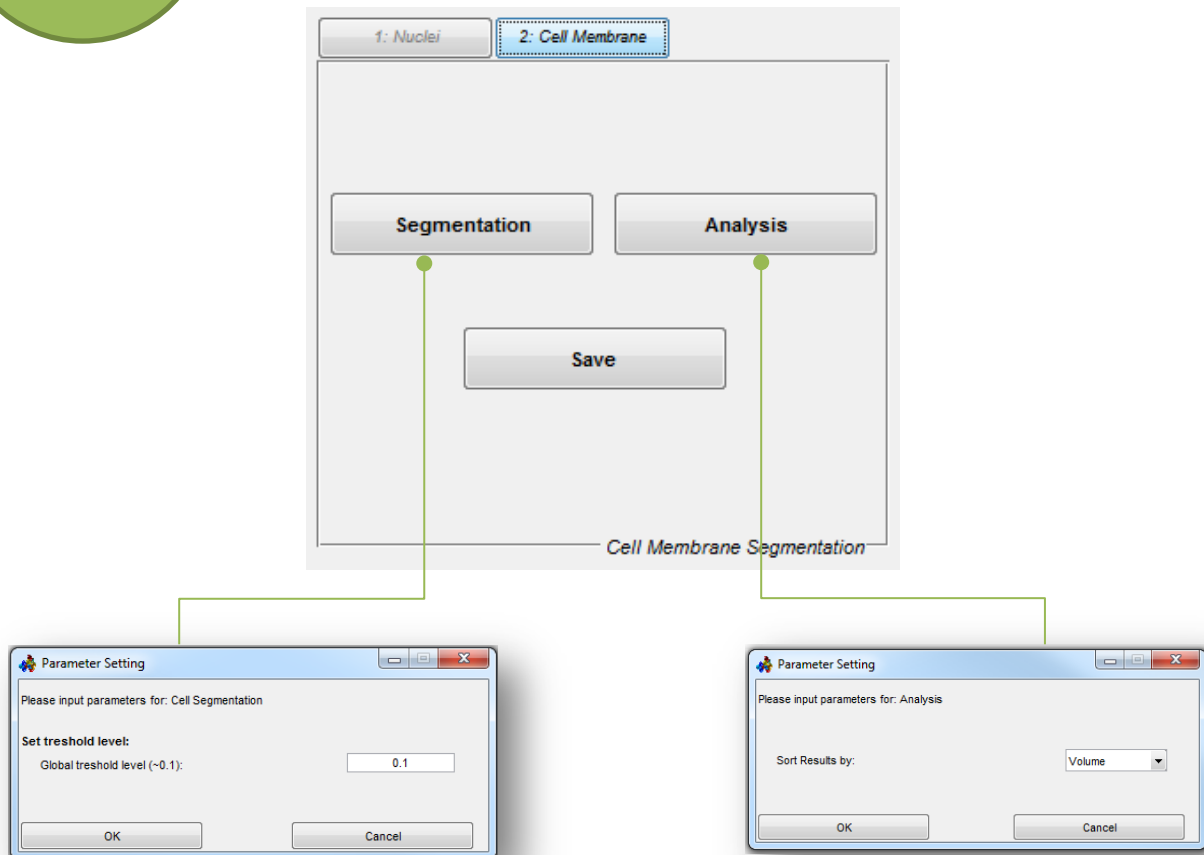 1: Nuclei
2: Cell Membrane
Segmentation
Analysis
Save
Cell Membrane Segmentation
Parameter Setting
Please input parameters for: Cell Segmentation
Set treshold level:
Global treshold level (~0.1):
0.1
OK
Cancel
Parameter Setting
Please input parameters for: Analysis
Sort Results by:
Volume
OK
Cancel